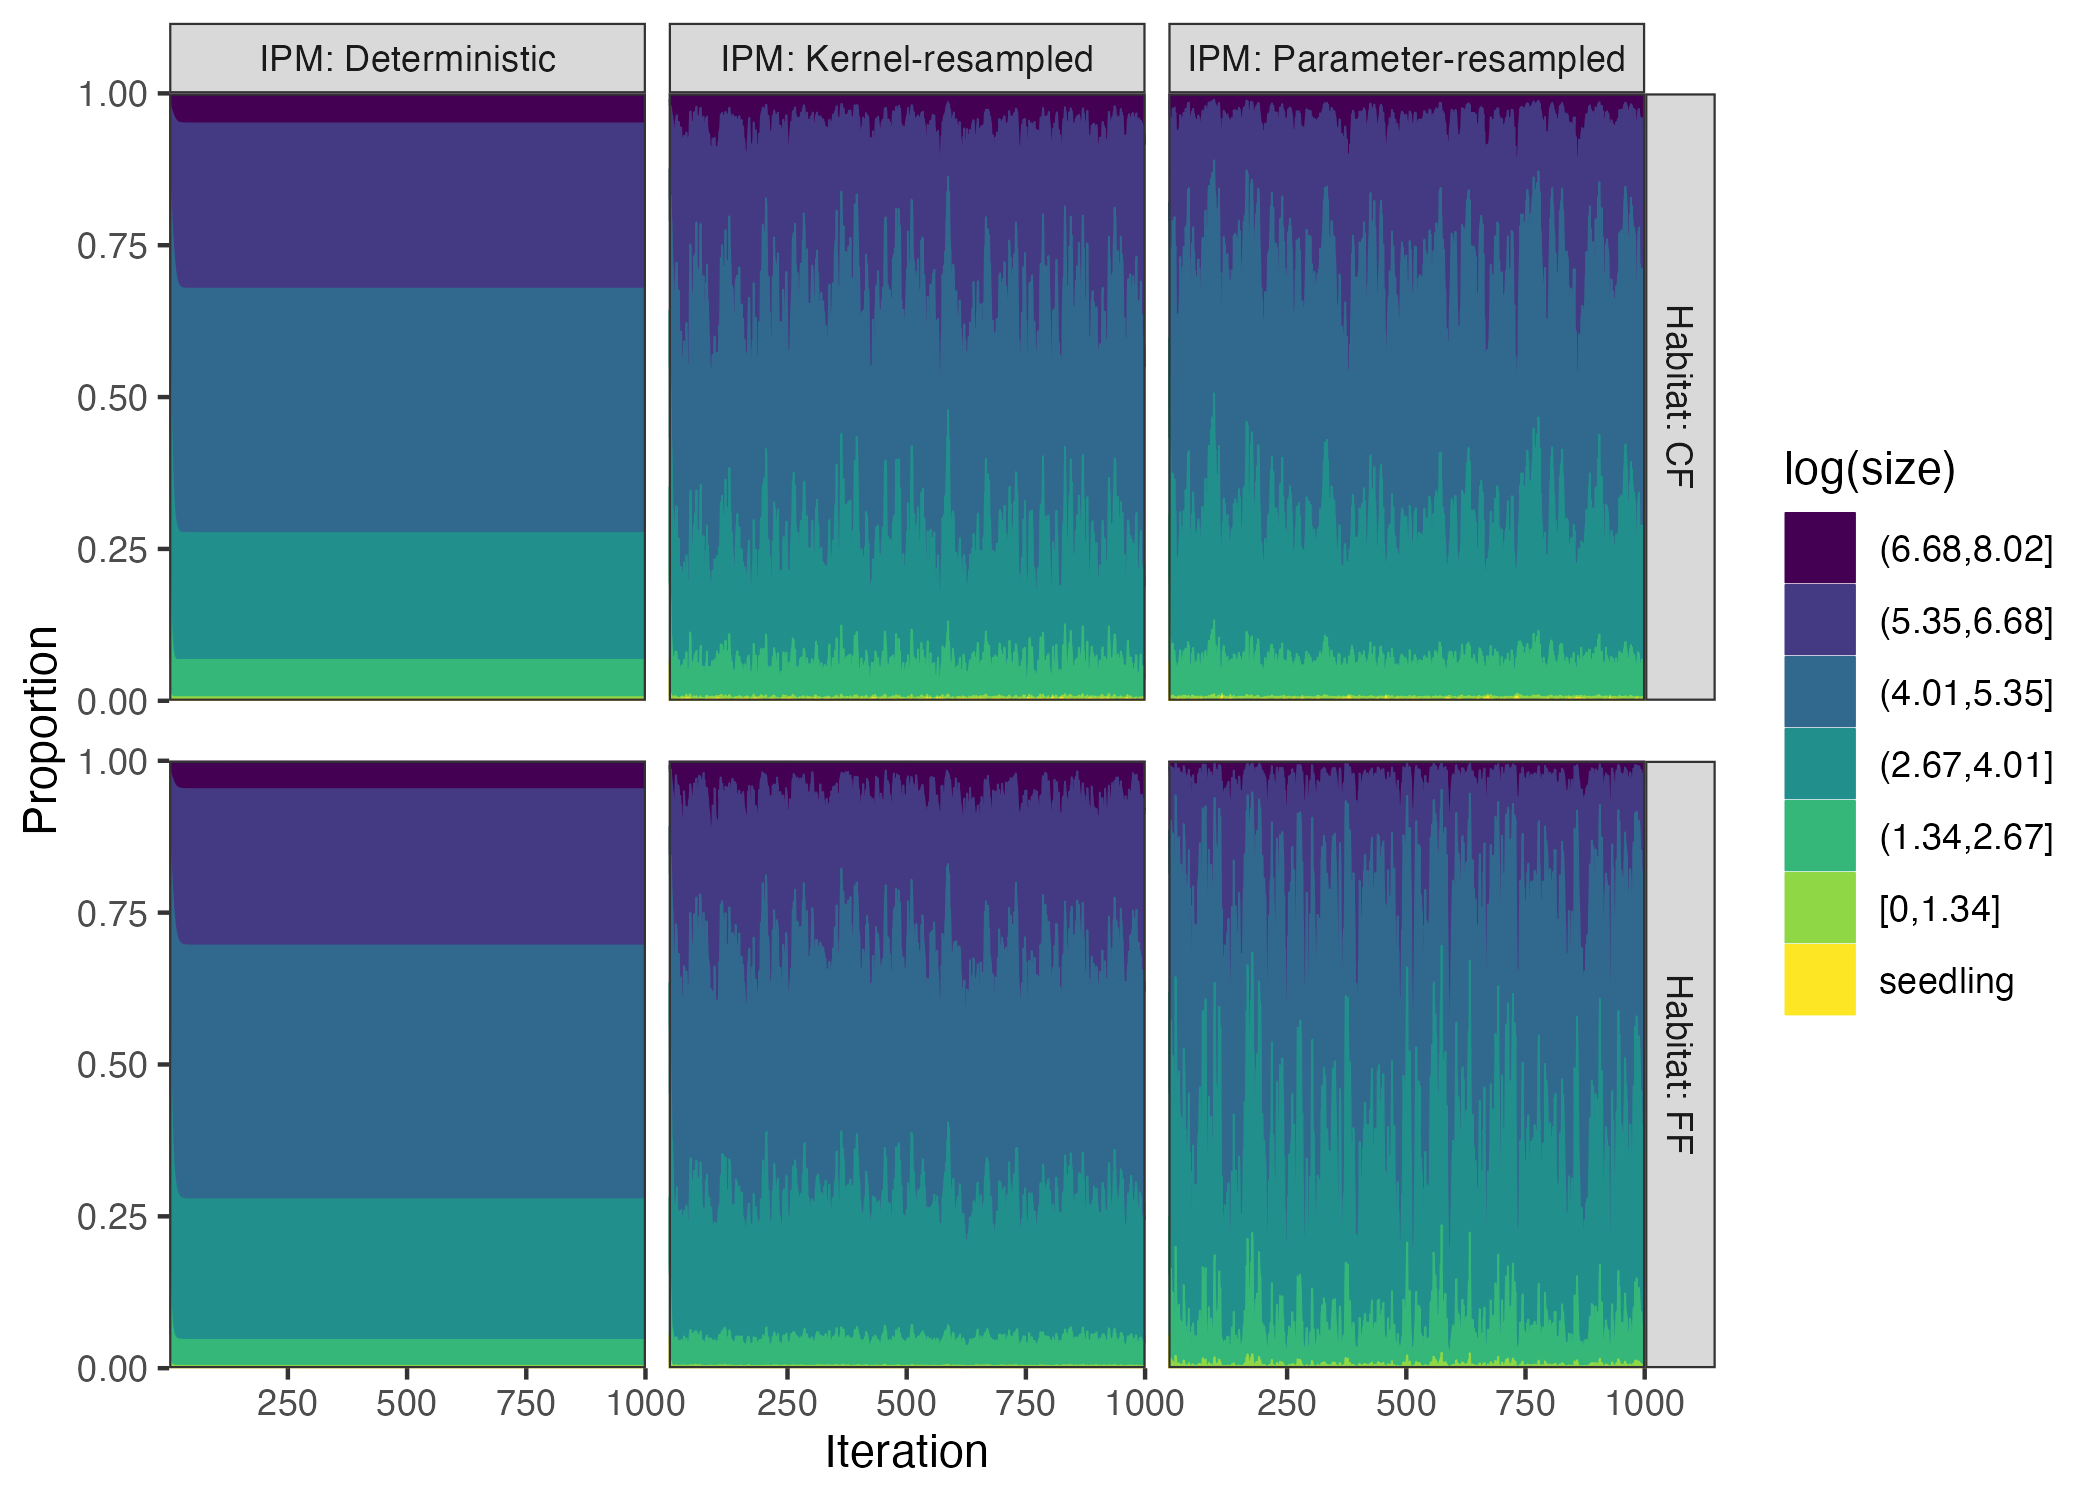 IPM: Deterministic
IPM: Kernel-resampled
IPM: Parameter-resampled
1.00
0.75
0.50
0.25
0.00
Habitat: CF
1.00
0.75
0.50
0.25
0.00
Habitat: FF
250 500 750 1000
250 500 750 1000
250 500 750 1000
Iteration
Proportion
log(size)
(6.68,8.02]
(5.35,6.68]
(4.01,5.35]
(2.67,4.01]
(1.34,2.67]
[0,1.34]
seedling